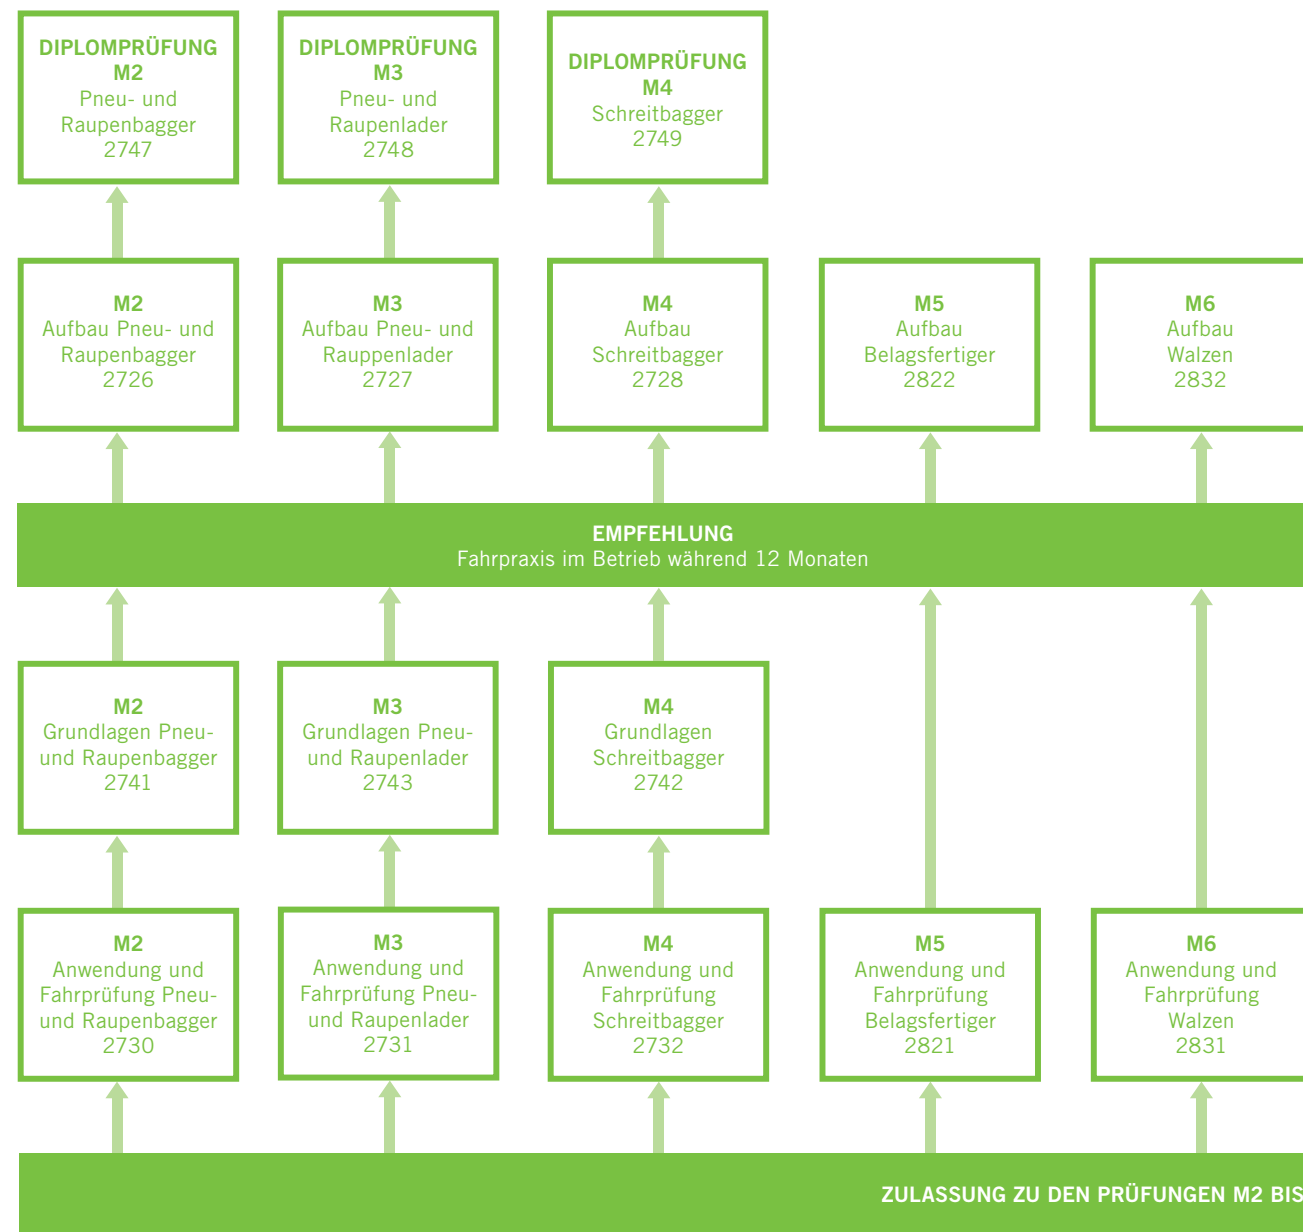 DIPLOMPRÜFUNG
M2
Pneu- und
Raupenbagger
2747
DIPLOMPRÜFUNG
M3
Pneu- und
Raupenlader
2748
DIPLOMPRÜFUNG
M4
Schreitbagger
2749
M2
Aufbau Pneu- und
Raupenbagger
2726
M3
Aufbau Pneu- und
Rauppenlader
2727
M4
Aufbau
Schreitbagger
2728
M5
Aufbau
Belagsfertiger
2822
M6
Aufbau
Walzen
2832
EMPFEHLUNG
Fahrpraxis im Betrieb während 12 Monaten
M2
Grundlagen Pneu-
und Raupenbagger
2741
M3
Grundlagen Pneu-
und Raupenlader
2743
M4
Grundlagen
Schreitbagger
2742
M2
Anwendung und
Fahrprüfung Pneu-
und Raupenbagger
2730
M3
Anwendung und
Fahrprüfung Pneu-
und Raupenlader
2731
M4
Anwendung und
Fahrprüfung
Schreitbagger
2732
M5
Anwendung und
Fahrprüfung
Belagsfertiger
2821
M6
Anwendung und
Fahrprüfung
Walzen
2831
ZULASSUNG ZU DEN PRÜFUNGEN M2 BIS